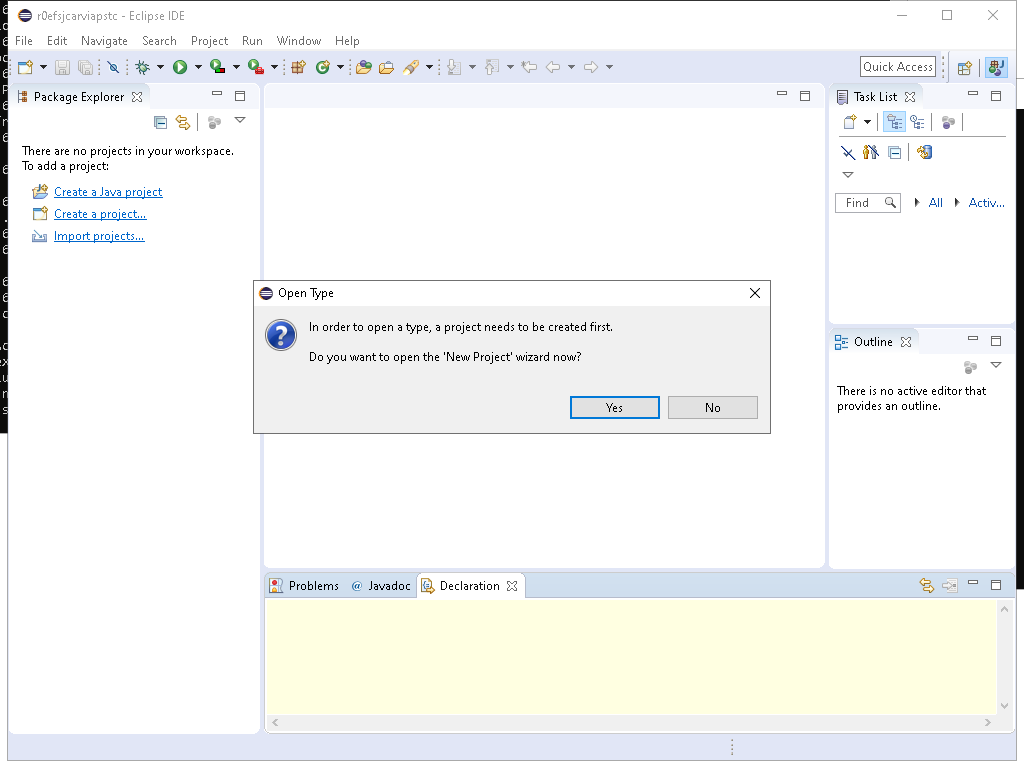 r0efsjcarviapstc - Eclipse IDE
File Edit Navigate Search Project Run Window Help
Quick Access
Package Explorer
There are no projects in your workspace.
To add a project:
Create a Java project
Create a project...
Import projects...
Task List
Find All Activ...
Open Type
In order to open a type, a project needs to be created first.
Do you want to open the 'New Project' wizard now?
Yes No
Outline
There is no active editor that
provides an outline.
Problems @ Javadoc Declaration